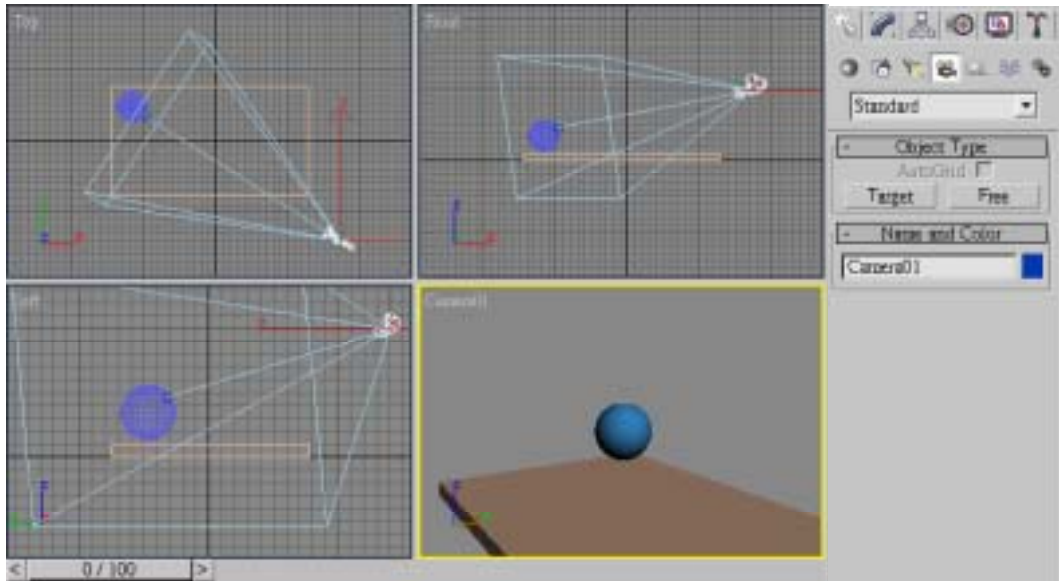 Top
Front
Left
Camera01
Standard
- Object Type
AutoGrid
Target Free
- Name and Color
Camera01
< 0 / 100 >